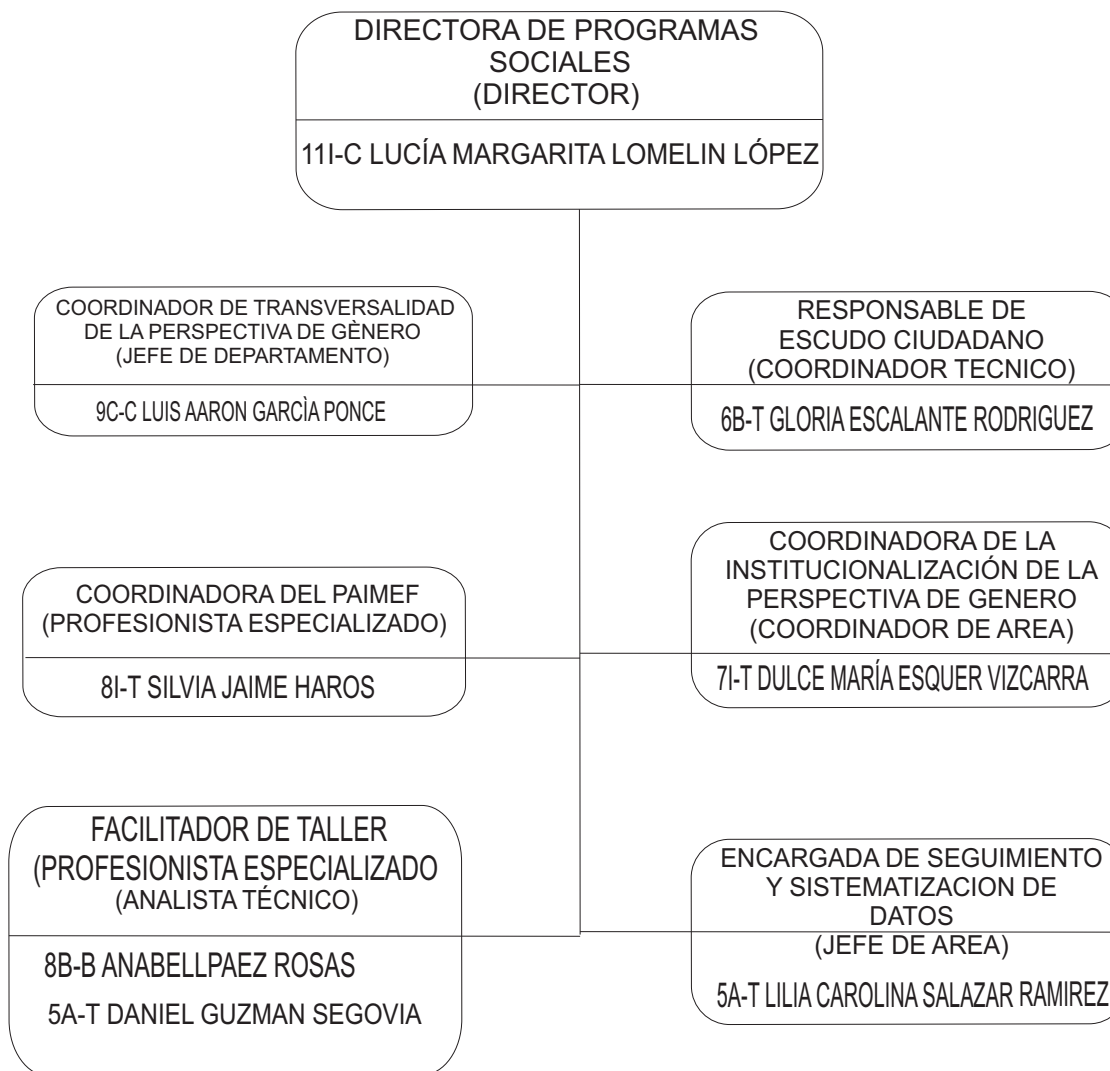 DIRECTORA DE PROGRAMAS
SOCIALES
(DIRECTOR)
11I-C LUCÍA MARGARITA LOMELIN LÓPEZ
COORDINADOR DE TRANSVERSALIDAD
DE LA PERSPECTIVA DE GÈNERO
(JEFE DE DEPARTAMENTO)
9C-C LUIS AARON GARCÌA PONCE
RESPONSABLE DE
ESCUDO CIUDADANO
(COORDINADOR TECNICO)
6B-T GLORIA ESCALANTE RODRIGUEZ
COORDINADORA DEL PAIMEF
(PROFESIONISTA ESPECIALIZADO)
8I-T SILVIA JAIME HAROS
COORDINADORA DE LA
INSTITUCIONALIZACIÓN DE LA
PERSPECTIVA DE GENERO
(COORDINADOR DE AREA)
7I-T DULCE MARÍA ESQUER VIZCARRA
FACILITADOR DE TALLER
(PROFESIONISTA ESPECIALIZADO
(ANALISTA TÉCNICO)
8B-B ANABELLPAEZ ROSAS
5A-T DANIEL GUZMAN SEGOVIA
ENCARGADA DE SEGUIMIENTO
Y SISTEMATIZACION DE
DATOS
(JEFE DE AREA)
5A-T LILIA CAROLINA SALAZAR RAMIREZ